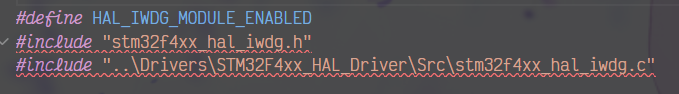 #define HAL_IWDG_MODULE_ENABLED
#include "stm32f4xx_hal_iwdg.h"
#include "..\Drivers\STM32F4xx_HAL_Driver\Src\stm32f4xx_hal_iwdg.c"